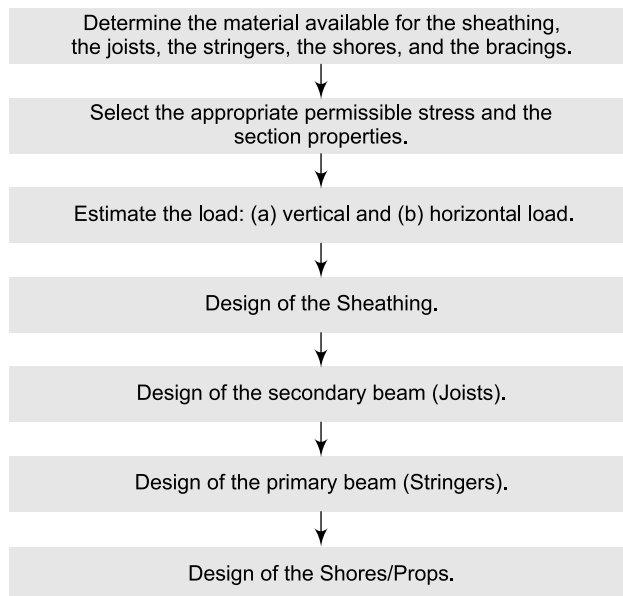 Determine the material available for the sheathing,
the joists, the stringers, the shores, and the bracings.
Select the appropriate permissible stress and the
section properties.
Estimate the load: (a) vertical and (b) horizontal load.
Design of the Sheathing.
Design of the secondary beam (Joists).
Design of the primary beam (Stringers).
Design of the Shores/Props.